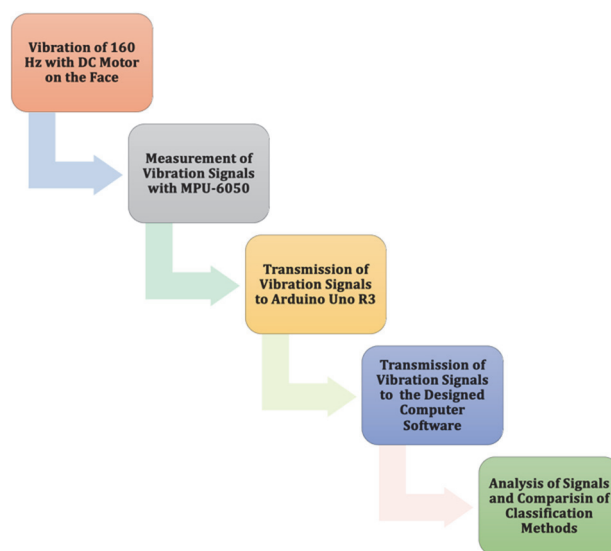 Vibration of 160
Hz with DC Motor
on the Face
Measurement of
Vibration Signals
with MPU-6050
Transmission of
Vibration Signals
to Arduino Uno R3
Transmission of
Vibration Signals
to the Designed
Computer
Software
Analysis of Signals
and Comparisin of
Classification
Methods